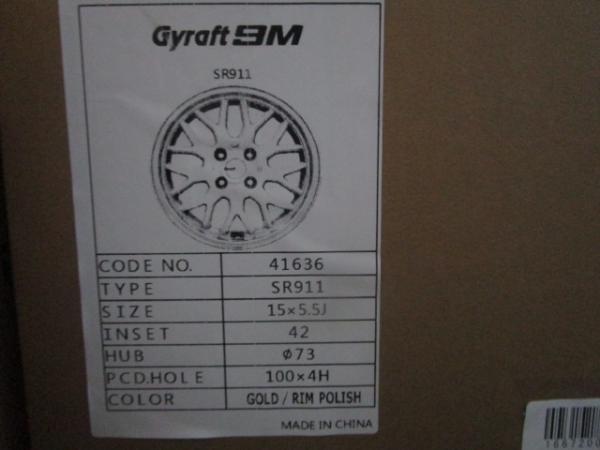 Gyraft 9M
SR911
CODE NO. 41636
TYPE SR911
SIZE 15×5.5J
INSET 42
HUB φ73
PCD.HOLE 100×4H
COLOR GOLD / RIM POLISH
MADE IN CHINA